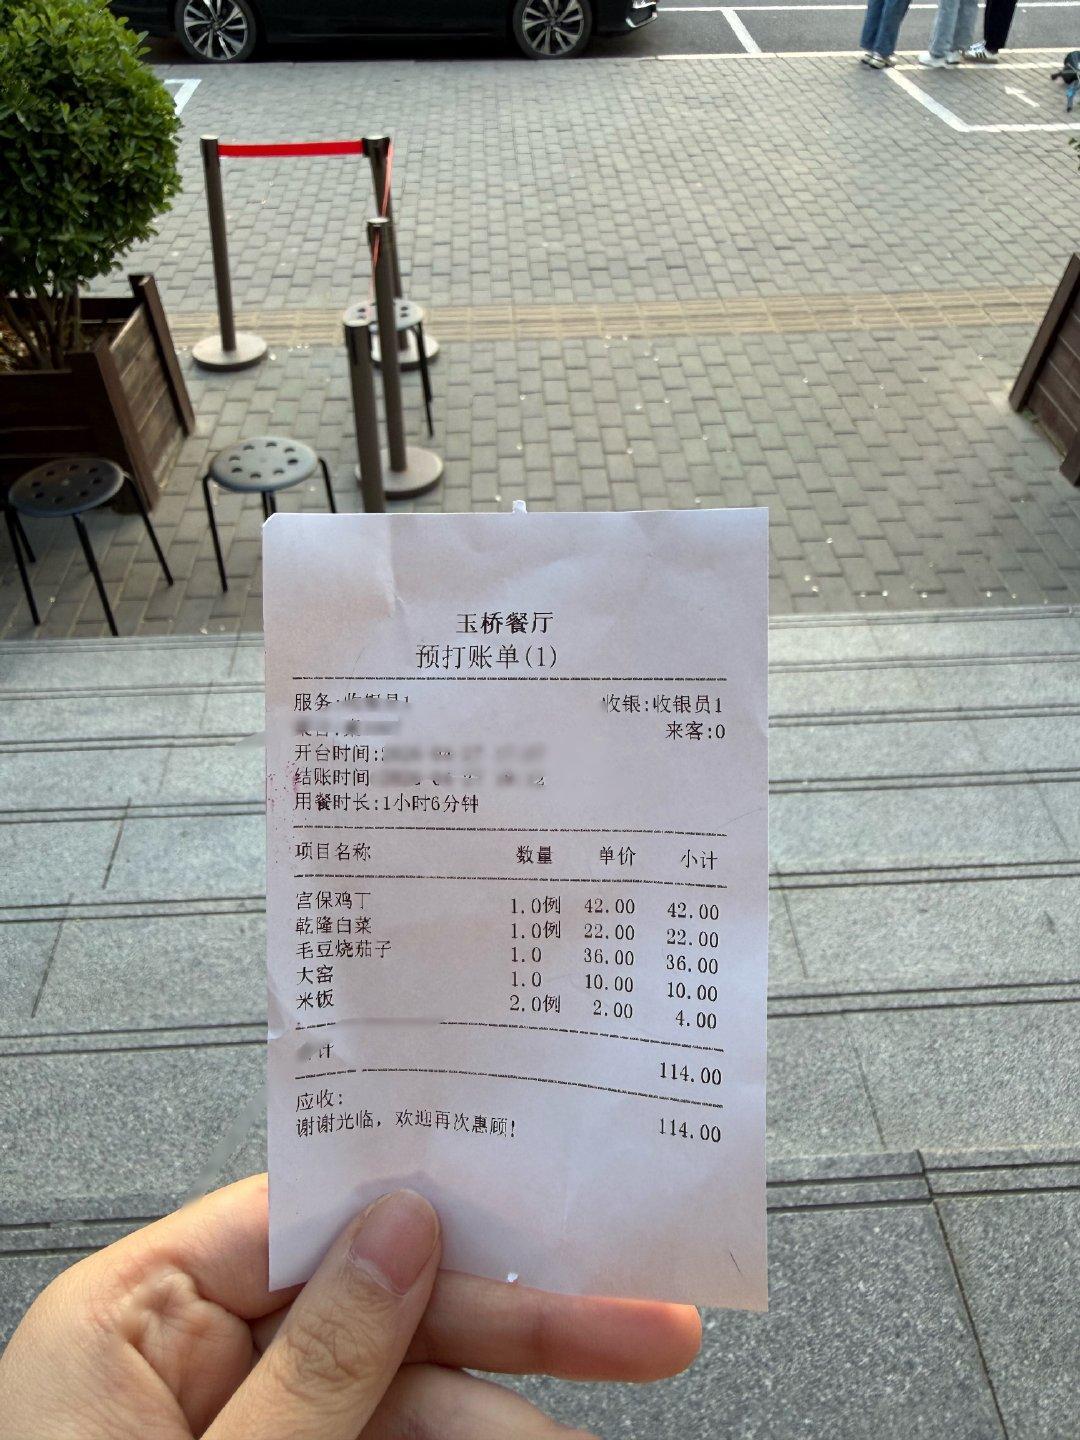 玉桥餐厅
预打账单(1)
服务:收银员1 收银:收银员1
来客:0
开台时间:
结账时间
用餐时长:1小时6分钟
项目名称 数量 单价 小计
宫保鸡丁 1.0例 42.00 42.00
乾隆白菜 1.0例 22.00 22.00
毛豆烧茄子 1.0 36.00 36.00
大窑 1.0 10.00 10.00
米饭 2.0例 2.00 4.00
计 114.00
应收: 114.00
谢谢光临，欢迎再次惠顾!